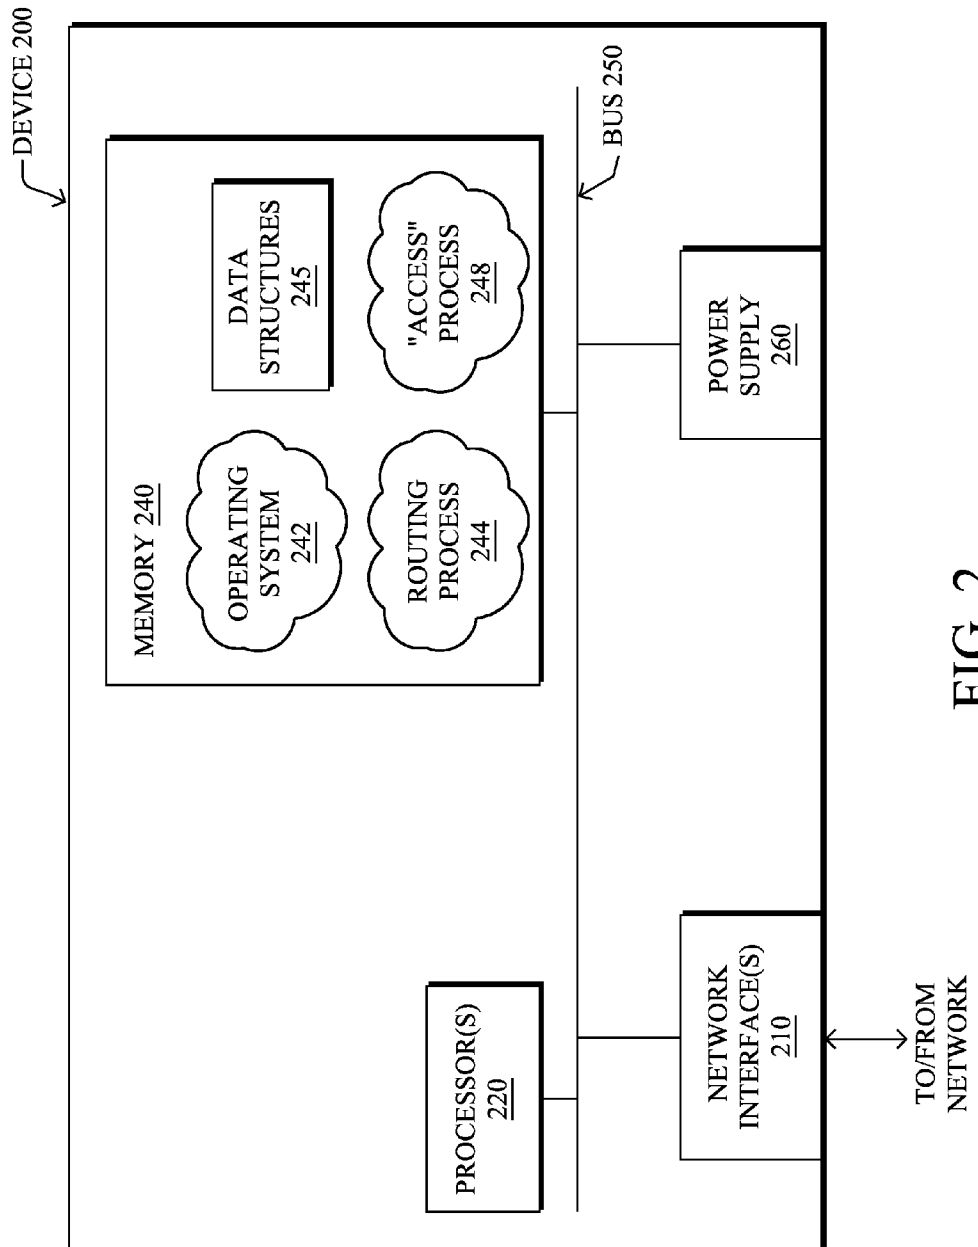 DEVICE 200
MEMORY 240
OPERATING
SYSTEM
242
DATA
STRUCTURES
245
ROUTING
PROCESS
244
"ACCESS"
PROCESS
248
PROCESSOR(S)
220
BUS 250
NETWORK
INTERFACE(S)
210
POWER
SUPPLY
260
TO/FROM
NETWORK
FIG. 2